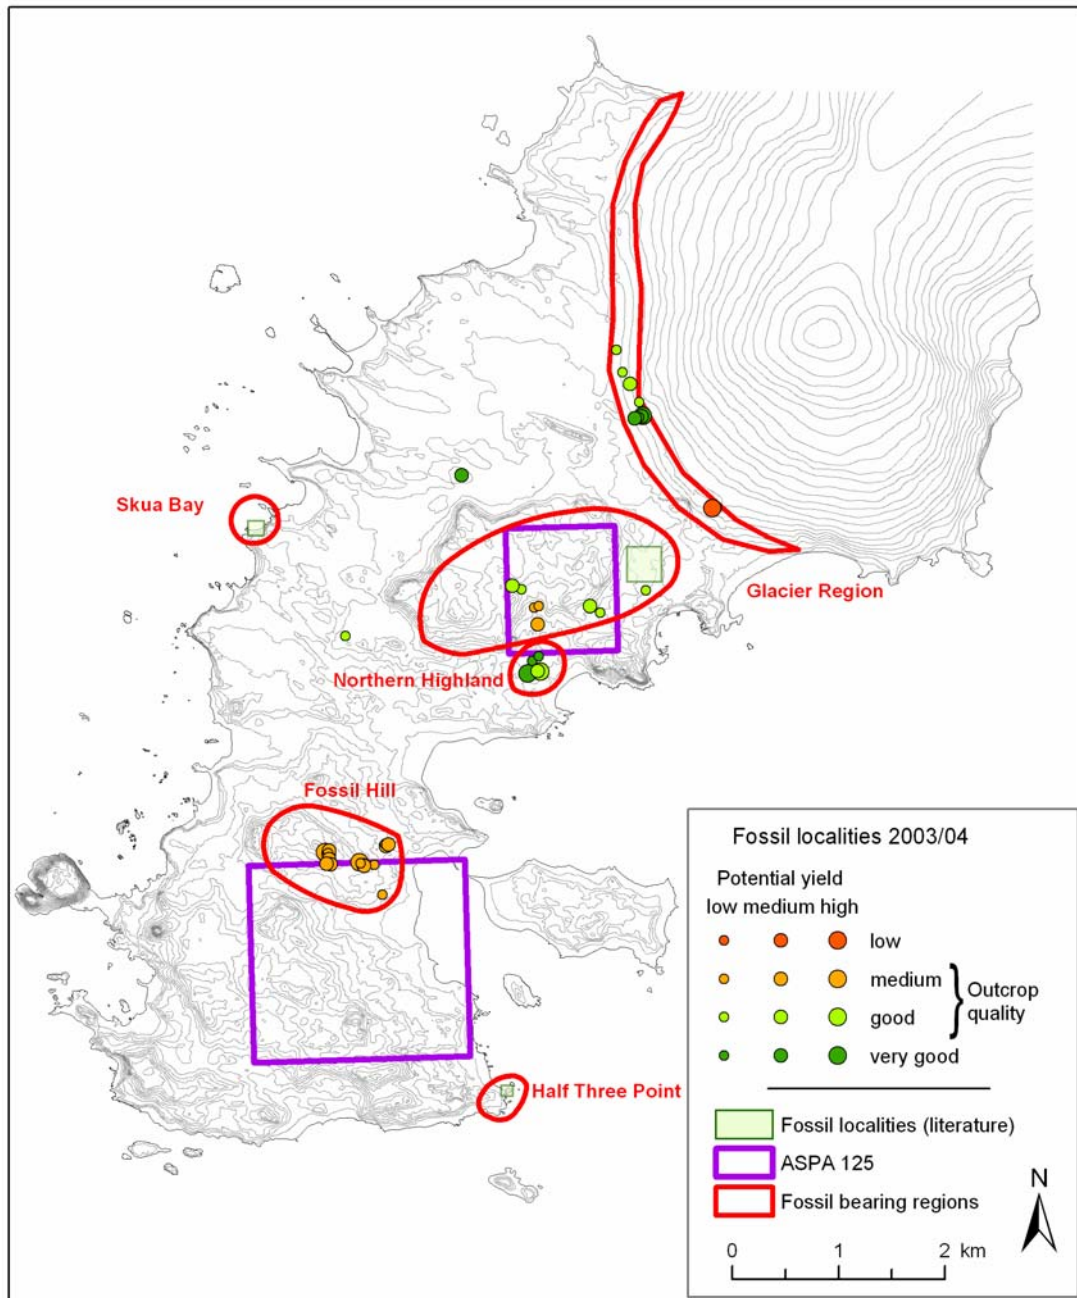 Skua Bay
Glacier Region
Northern Highland
Fossil Hill
Half Three Point
Fossil localities 2003/04
Potential yield
low medium high
low
medium
good
very good
Outcrop
quality
Fossil localities (literature)
ASPA 125
Fossil bearing regions
N
0 1 2 km